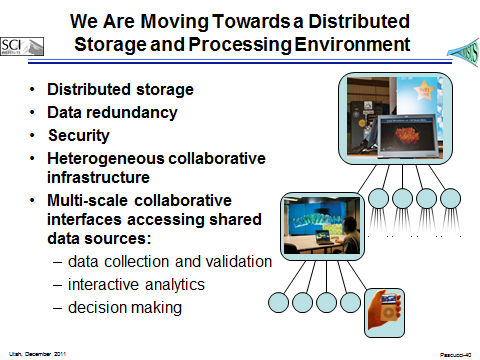 We Are Moving Towards a Distributed
Storage and Processing Environment
SCI
INSTITUTE
• Distributed storage
• Data redundancy
• Security
• Heterogeneous collaborative
infrastructure
• Multi-scale collaborative
interfaces accessing shared
data sources:
– data collection and validation
– interactive analytics
– decision making
Utah, December 2011
Pascucci-40